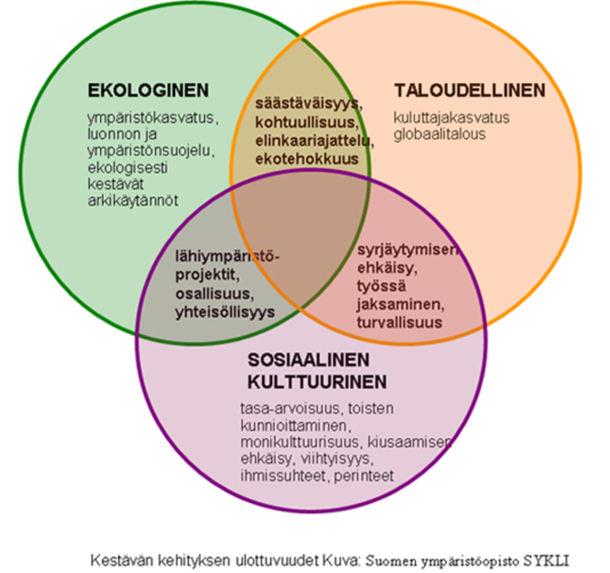 EKOLOGINEN
ympäristökasvatus,
luonnon ja
ympäristönsuojelu,
ekologisesti
kestävät
arkikäytännöt
säästäväisyys,
kohtuullisuus,
elinkaariajattelu,
ekotehokkuus
TALOUDELLINEN
kuluttajakasvatus
globaalitalous
lähiympäristö-
projektit,
osallisuus,
yhteisöllisyys
syrjäytymisen
ehkäisy,
työssä
jaksaminen,
turvallisuus
SOSIAALINEN
KULTTUURINEN
tasa-arvoisuus, toisten
kunnioittaminen,
monikulttuurisuus, kiusaamisen
ehkäisy, viihtyisyys,
ihmissuhteet, perinteet
Kestävän kehityksen ulottuvuudet Kuva: Suomen ympäristöopisto SYKLI